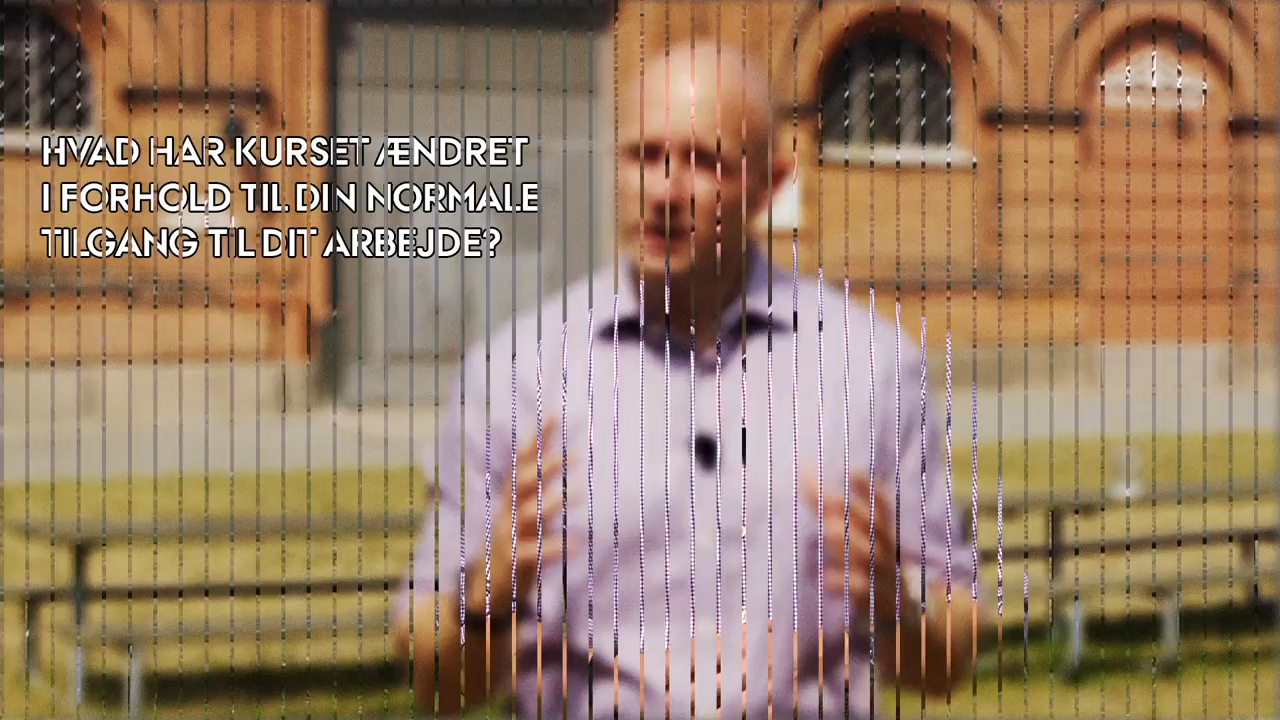 HVAD HAR KURSET ÆNDRET
I FORHOLD TIL DIN NORMALE
TILGANG TIL DIT ARBEJDE?